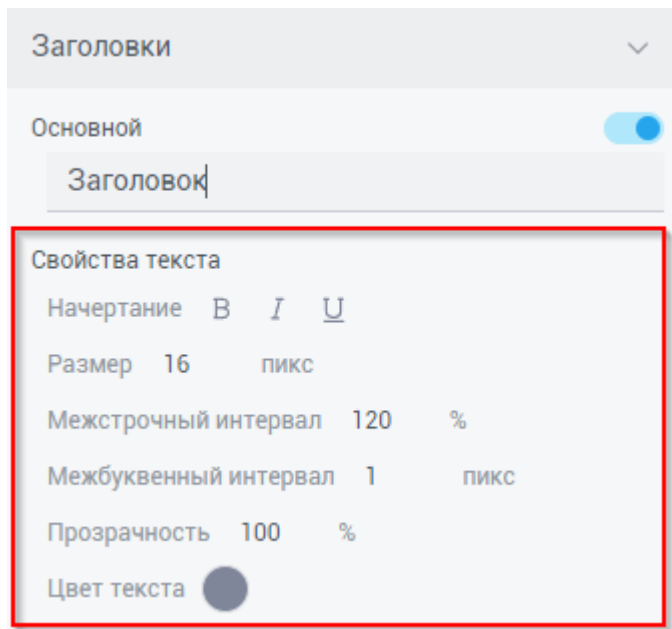 Заголовки
Основной
Заголовок
Свойства текста
Начертание B I U
Размер 16 пикс
Межстрочный интервал 120 %
Межбуквенный интервал 1 пикс
Прозрачность 100 %
Цвет текста